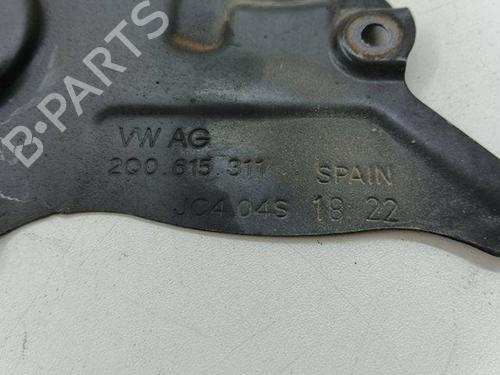 B-PARTS
VW AG
2Q0.615.311 SPAIN
JC4.04S 18 22